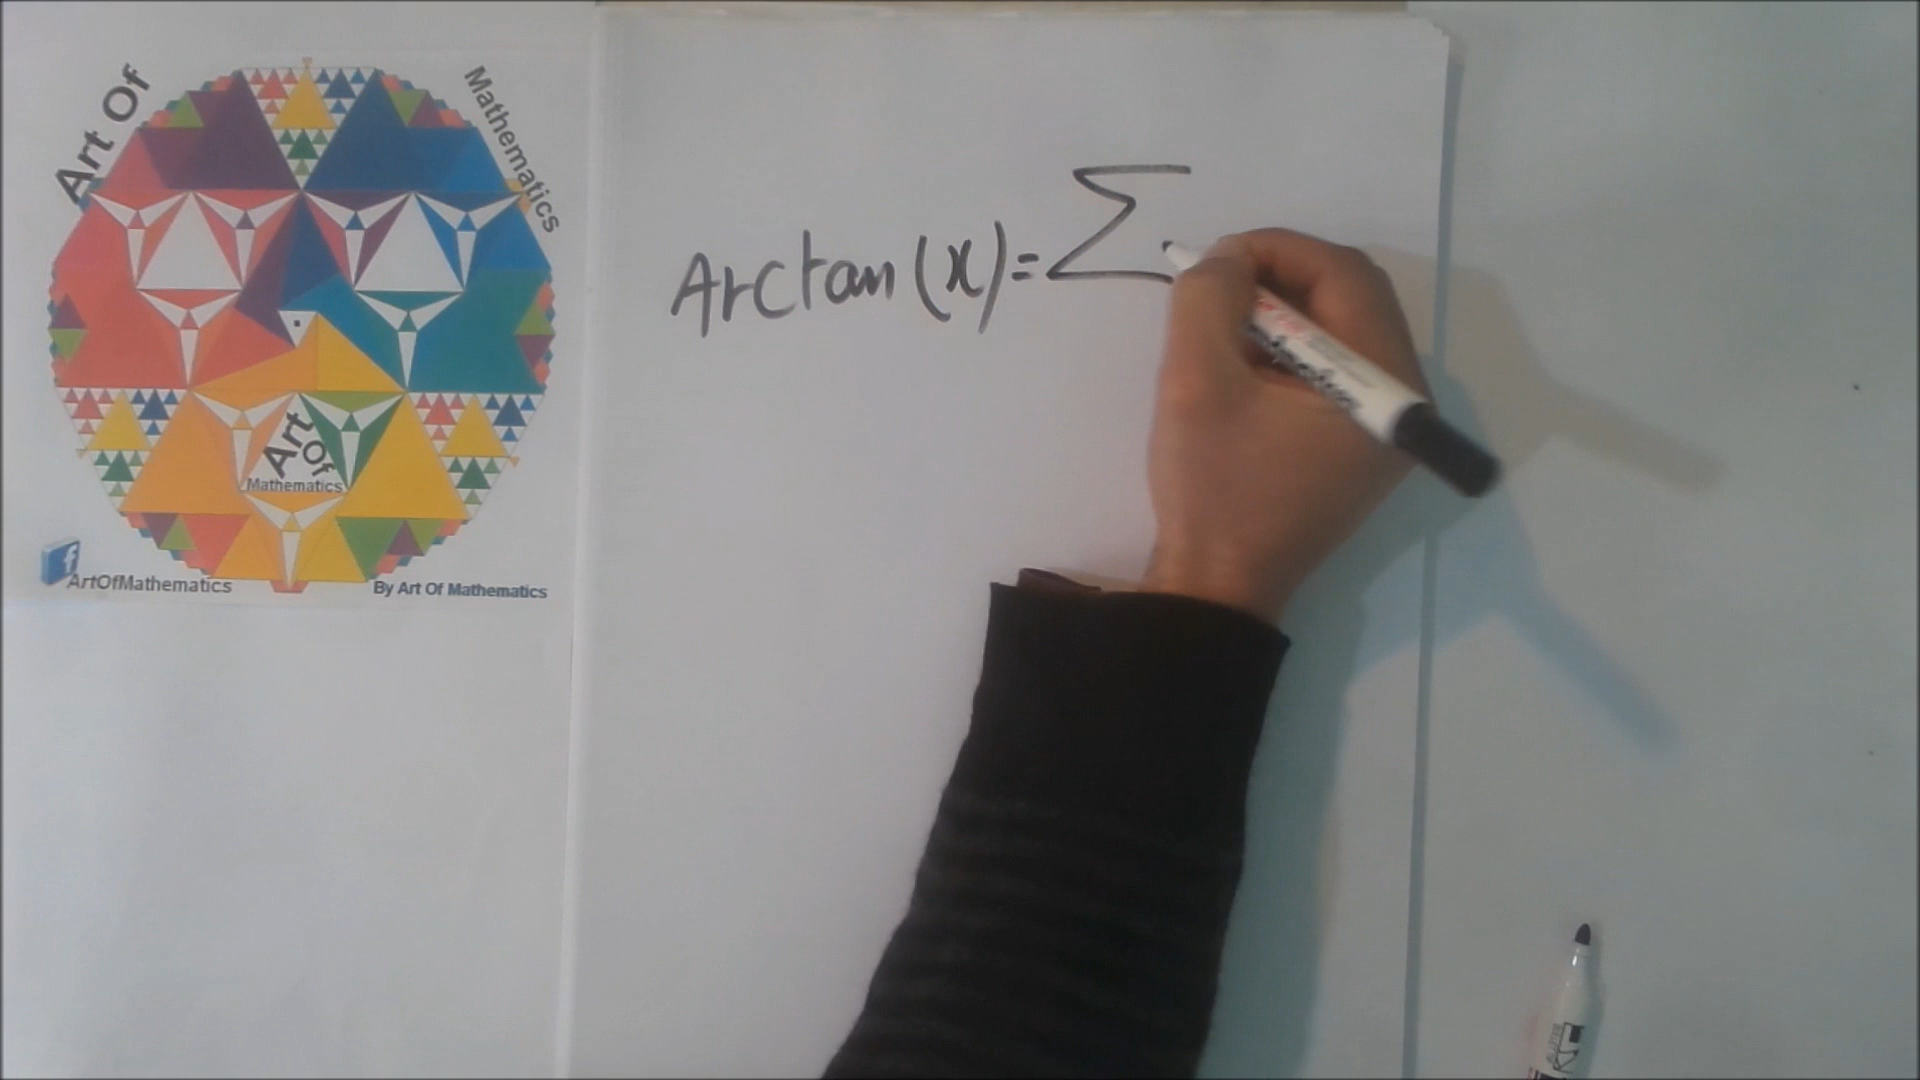 Art Of
Mathematics
Art
Of
Mathematics
f
ArtOfMathematics
By Art Of Mathematics
Arctan (x) = Σ